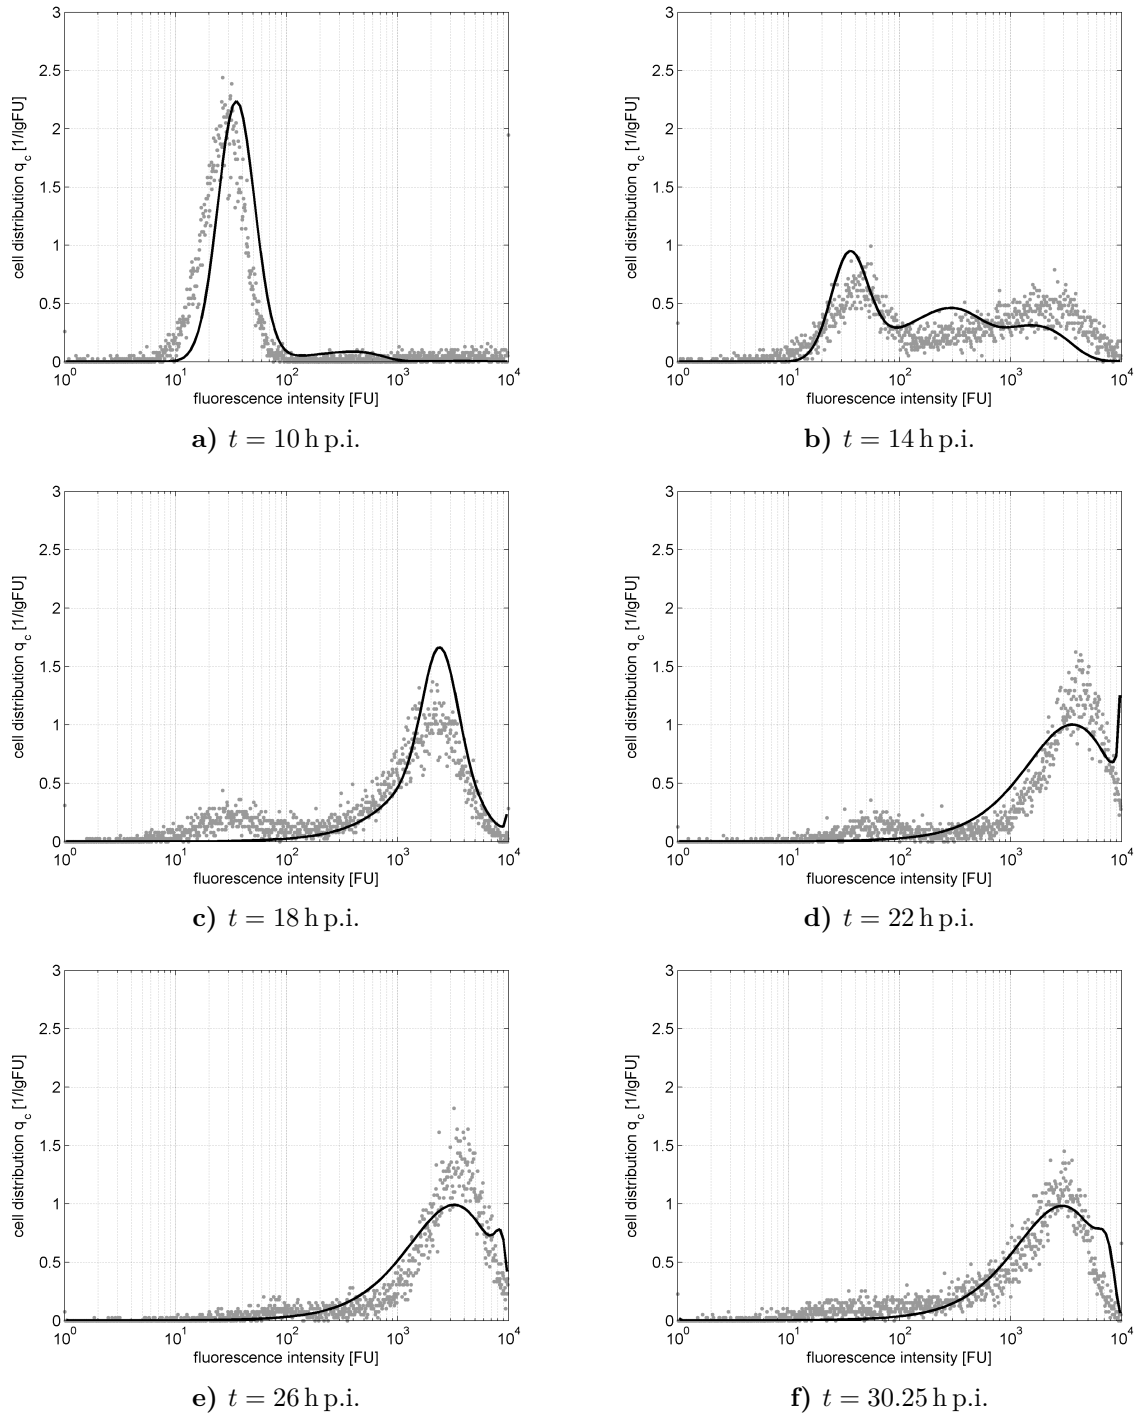 3
2.5
2
1.5
1
0.5
0
cell distribution q_c [1/lgFU]
10^0 10^1 10^2 10^3 10^4
fluorescence intensity [FU]
a) t = 10 h p.i.
3
2.5
2
1.5
1
0.5
0
cell distribution q_c [1/lgFU]
10^0 10^1 10^2 10^3 10^4
fluorescence intensity [FU]
b) t = 14 h p.i.
3
2.5
2
1.5
1
0.5
0
cell distribution q_c [1/lgFU]
10^0 10^1 10^2 10^3 10^4
fluorescence intensity [FU]
c) t = 18 h p.i.
3
2.5
2
1.5
1
0.5
0
cell distribution q_c [1/lgFU]
10^0 10^1 10^2 10^3 10^4
fluorescence intensity [FU]
d) t = 22 h p.i.
3
2.5
2
1.5
1
0.5
0
cell distribution q_c [1/lgFU]
10^0 10^1 10^2 10^3 10^4
fluorescence intensity [FU]
e) t = 26 h p.i.
3
2.5
2
1.5
1
0.5
0
cell distribution q_c [1/lgFU]
10^0 10^1 10^2 10^3 10^4
fluorescence intensity [FU]
f) t = 30.25 h p.i.